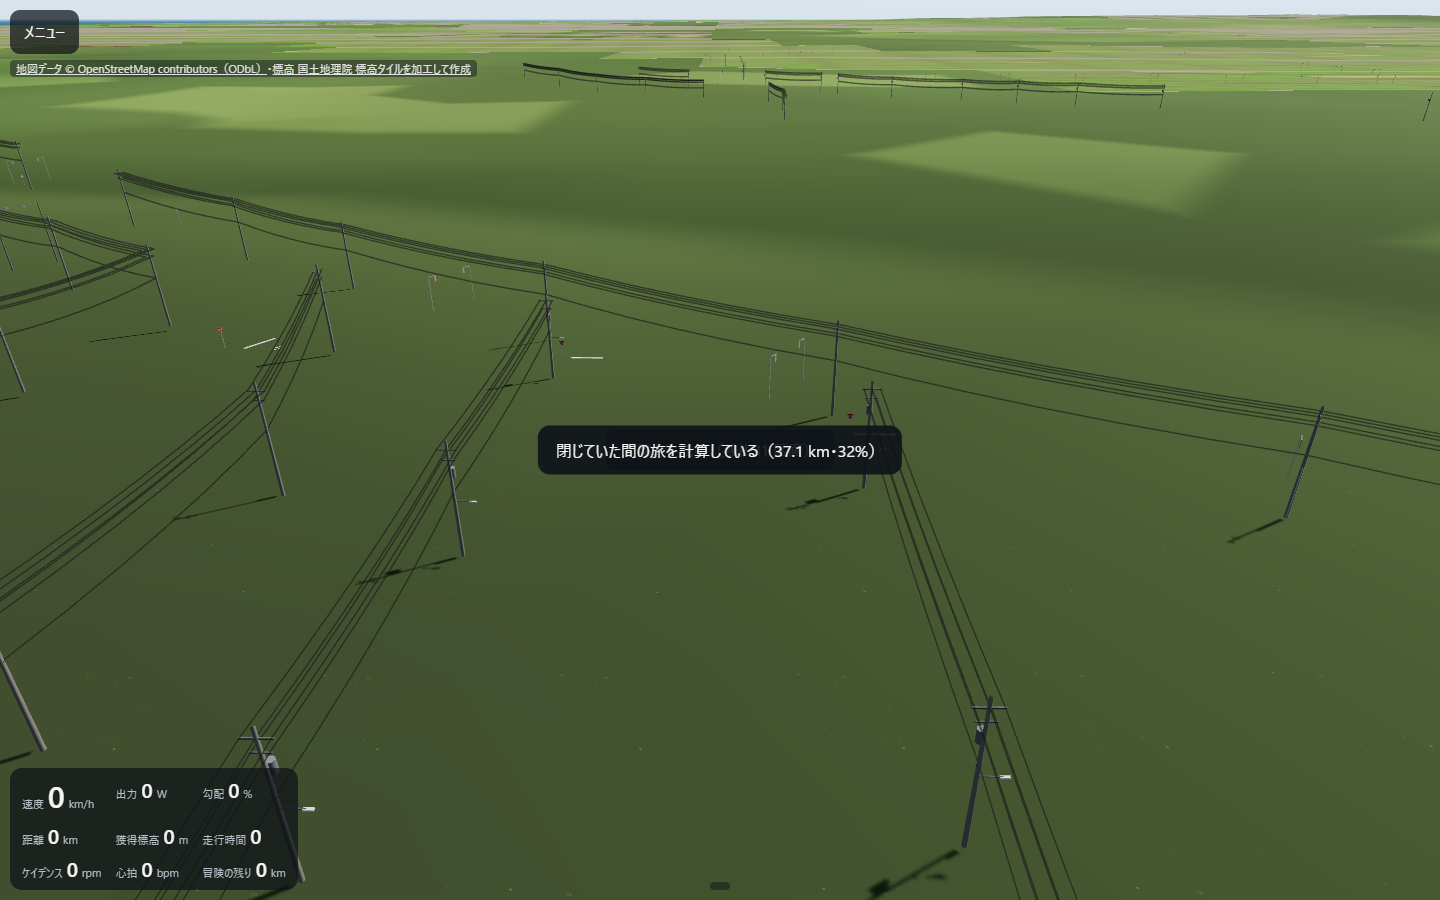 メニュー
地図データ © OpenStreetMap contributors（ODbL）・標高 国土地理院 標高タイルを加工して作成
閉じていた間の旅を計算している（37.1 km・32%）
速度 0 km/h 出力 0 W 勾配 0 %
距離 0 km 獲得標高 0 m 走行時間 0
ケイデンス 0 rpm 心拍 0 bpm 冒険の残り 0 km